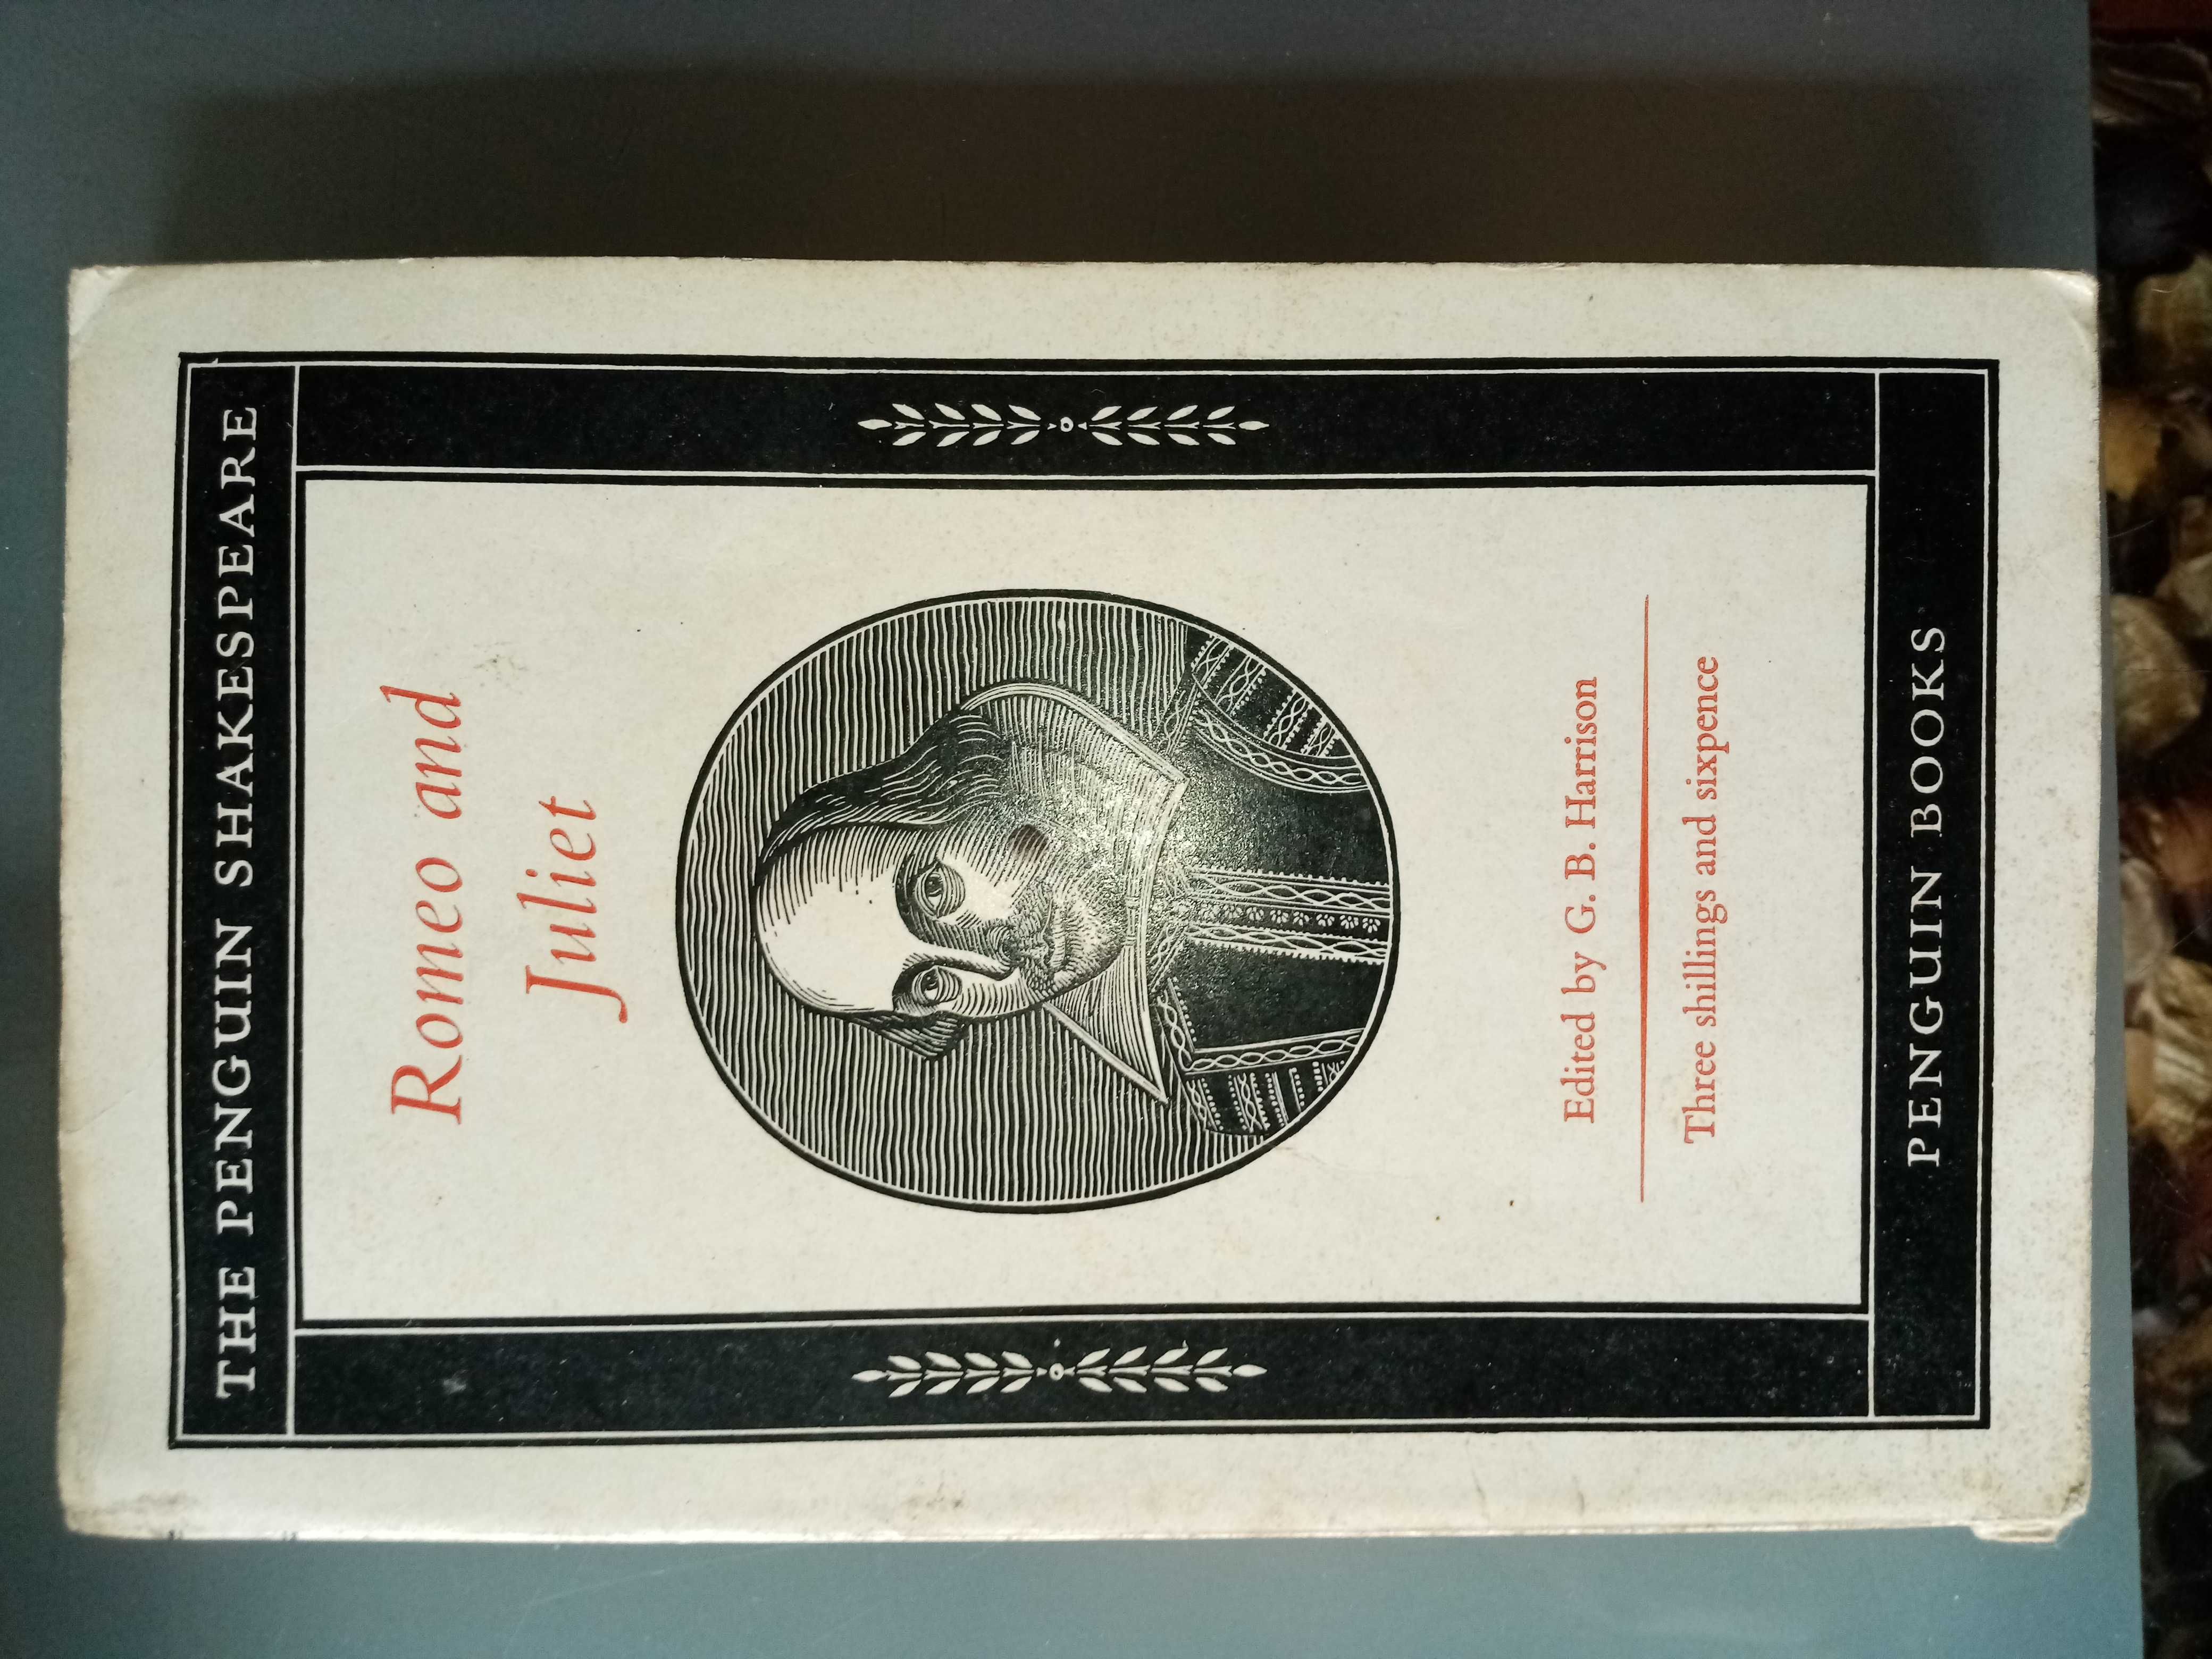 THE PENGUIN SHAKESPEARE
Romeo and
Juliet
Edited by G. B. Harrison
Three shillings and sixpence
PENGUIN BOOKS